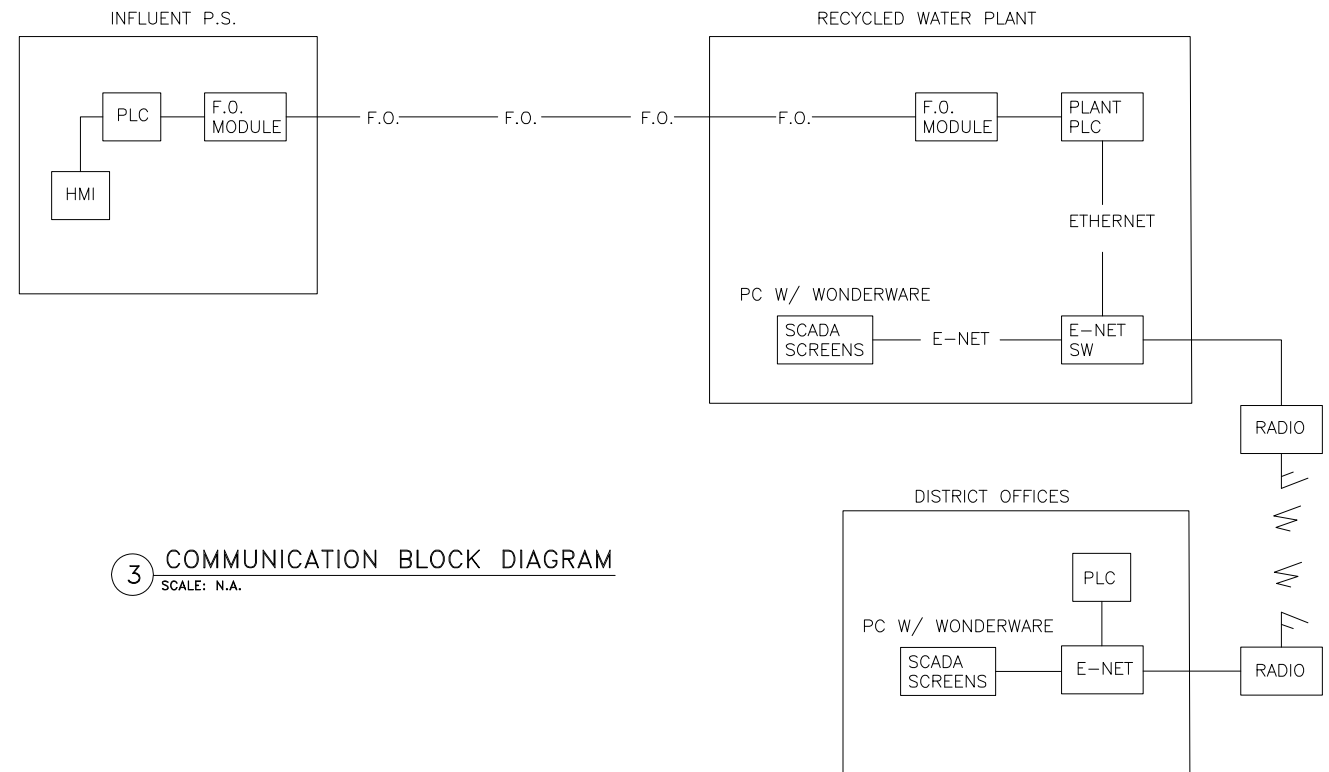 INFLUENT P.S.
RECYCLED WATER PLANT
PLC
F.O.
MODULE
F.O.
F.O.
F.O.
F.O.
F.O.
MODULE
PLANT
PLC
HMI
ETHERNET
PC W/ WONDERWARE
SCADA
SCREENS
E-NET
E-NET
SW
RADIO
DISTRICT OFFICES
3
COMMUNICATION BLOCK DIAGRAM
SCALE: N.A.
PLC
PC W/ WONDERWARE
SCADA
SCREENS
E-NET
RADIO